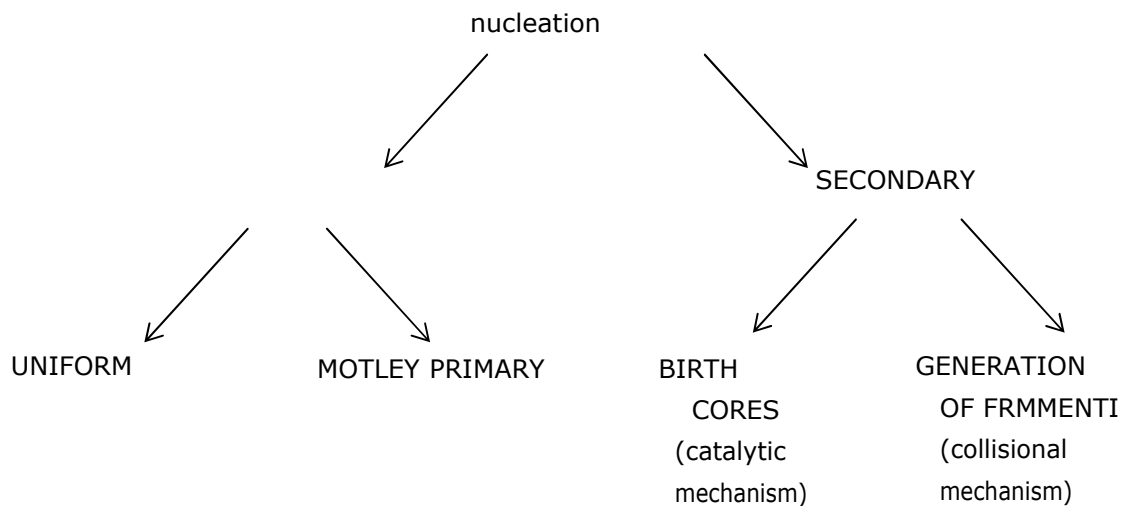 nucleation
SECONDARY
UNIFORM
MOTLEY PRIMARY
BIRTH
CORES
(catalytic
mechanism)
GENERATION
OF FRMMENTI
(collisional
mechanism)